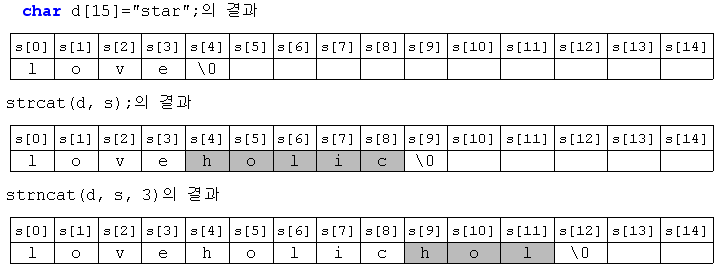 char d[15]="star";의 결과
s[0] s[1] s[2] s[3] s[4] s[5] s[6] s[7] s[8] s[9] s[10] s[11] s[12] s[13] s[14]
l o v e \0
strcat(d, s);의 결과
s[0] s[1] s[2] s[3] s[4] s[5] s[6] s[7] s[8] s[9] s[10] s[11] s[12] s[13] s[14]
l o v e h o l i c \0
strncat(d, s, 3)의 결과
s[0] s[1] s[2] s[3] s[4] s[5] s[6] s[7] s[8] s[9] s[10] s[11] s[12] s[13] s[14]
l o v e h o l i c h o l \0